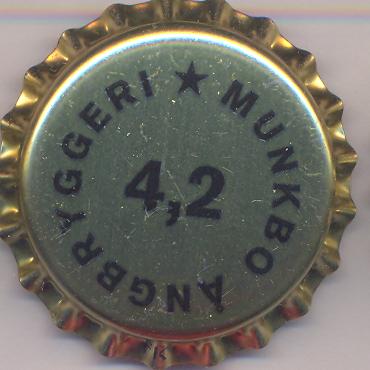 ★ MUNKBO ÅNGBRYGGERI
4,2